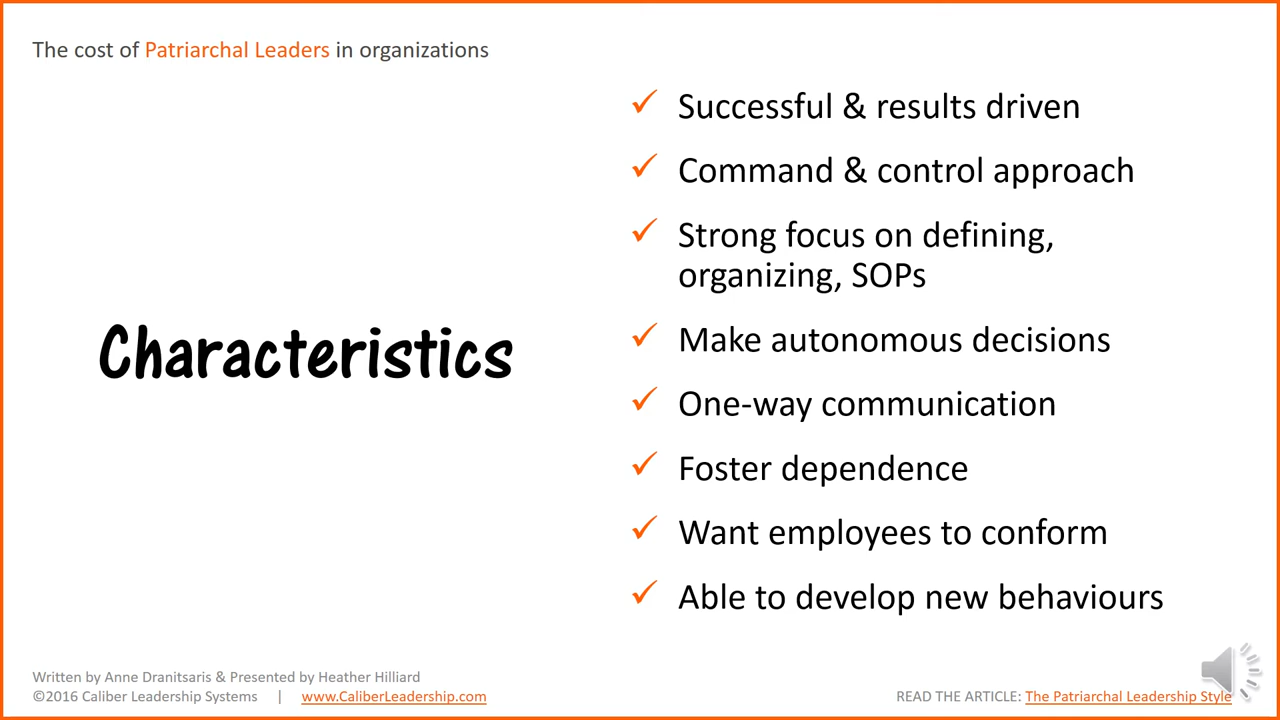 The cost of Patriarchal Leaders in organizations
Characteristics
Successful & results driven
Command & control approach
Strong focus on defining,
organizing, SOPs
Make autonomous decisions
One-way communication
Foster dependence
Want employees to conform
Able to develop new behaviours
Written by Anne Dranitsaris & Presented by Heather Hilliard
©2016 Caliber Leadership Systems | www.CaliberLeadership.com
READ THE ARTICLE: The Patriarchal Leadership Style